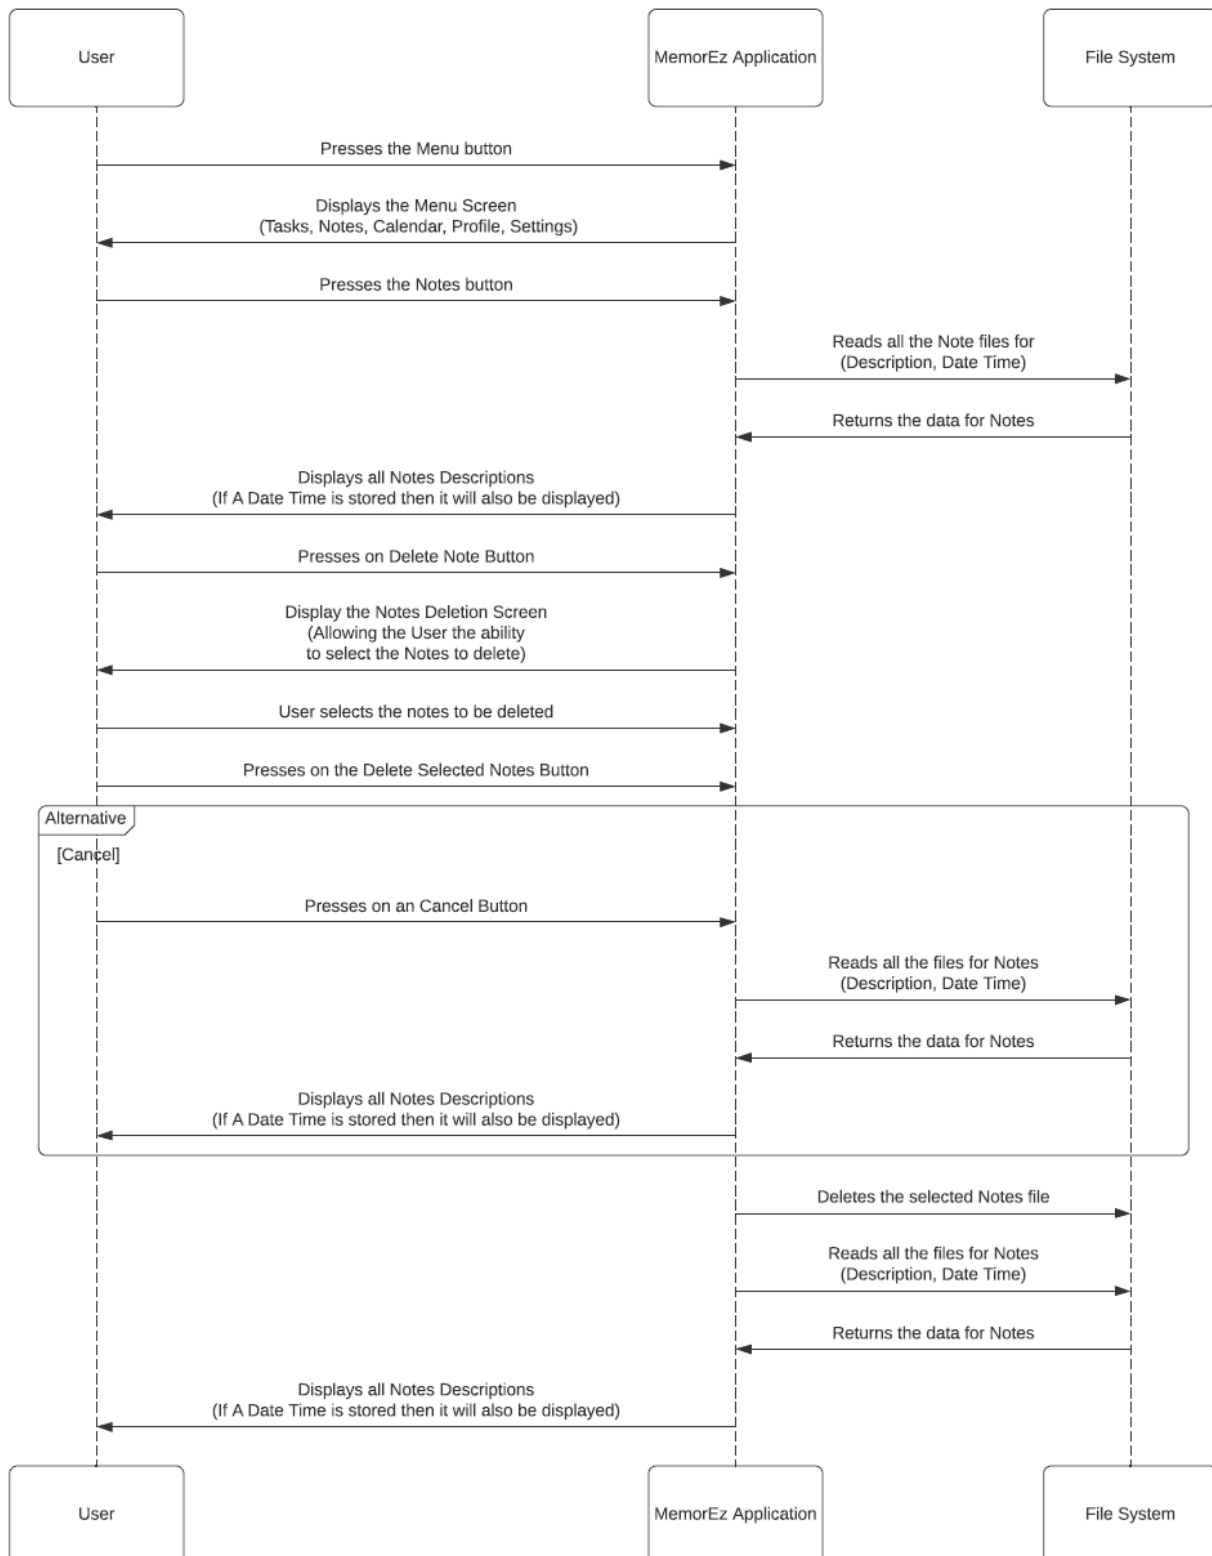 User
MemorEz Application
File System
Presses the Menu button
Displays the Menu Screen
(Tasks, Notes, Calendar, Profile, Settings)
Presses the Notes button
Reads all the Note files for
(Description, Date Time)
Returns the data for Notes
Displays all Notes Descriptions
(If A Date Time is stored then it will also be displayed)
Presses on Delete Note Button
Display the Notes Deletion Screen
(Allowing the User the ability
to select the Notes to delete)
User selects the notes to be deleted
Presses on the Delete Selected Notes Button
Alternative
[Cancel]
Presses on an Cancel Button
Reads all the files for Notes
(Description, Date Time)
Returns the data for Notes
Displays all Notes Descriptions
(If A Date Time is stored then it will also be displayed)
Deletes the selected Notes file
Reads all the files for Notes
(Description, Date Time)
Returns the data for Notes
Displays all Notes Descriptions
(If A Date Time is stored then it will also be displayed)
User
MemorEz Application
File System